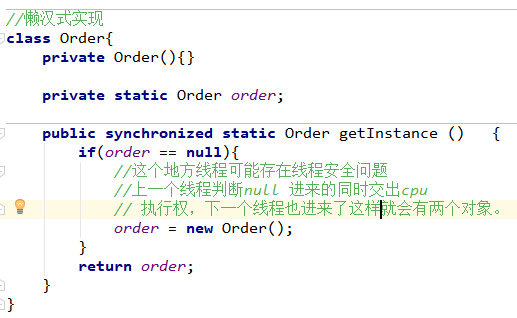 //懒汉式实现
class Order{
private Order(){}
private static Order order;
public synchronized static Order getInstance () {
if(order == null){
//这个地方线程可能存在线程安全问题
//上一个线程判断null 进来的同时交出cpu
// 执行权，下一个线程也进来了这样就会有两个对象。
order = new Order();
}
return order;
}
}